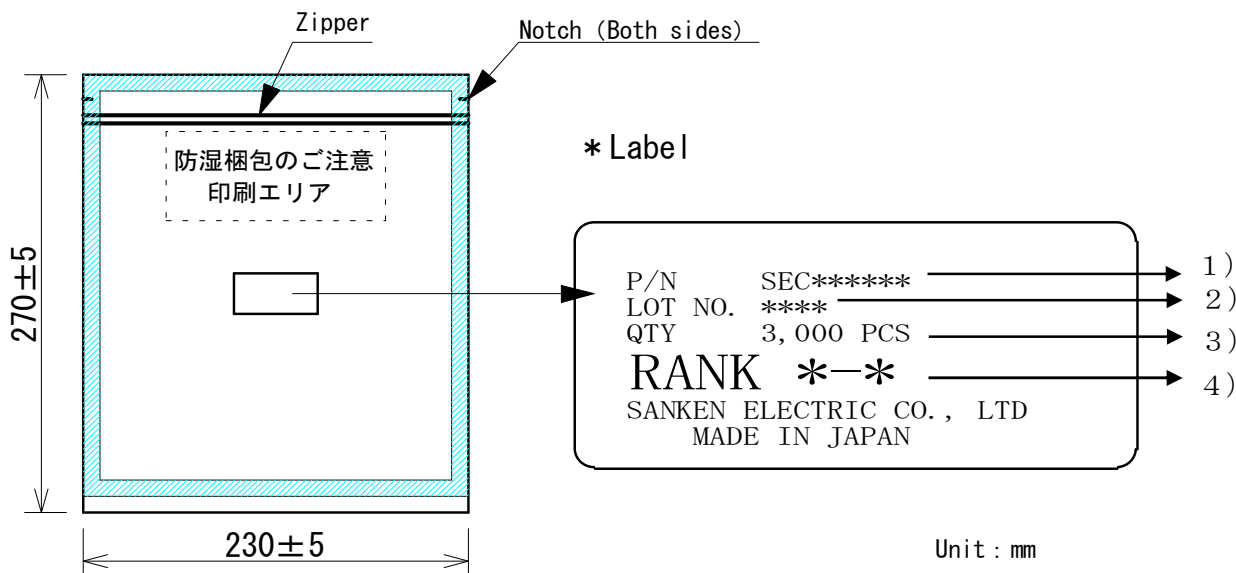 Zipper
Notch (Both sides)
防湿梱包のご注意
印刷エリア
270±5
230±5
*Label
P/N SEC******
LOT NO. ****
QTY 3,000 PCS
RANK *-*
SANKEN ELECTRIC CO., LTD
MADE IN JAPAN
1)
2)
3)
4)
Unit : mm